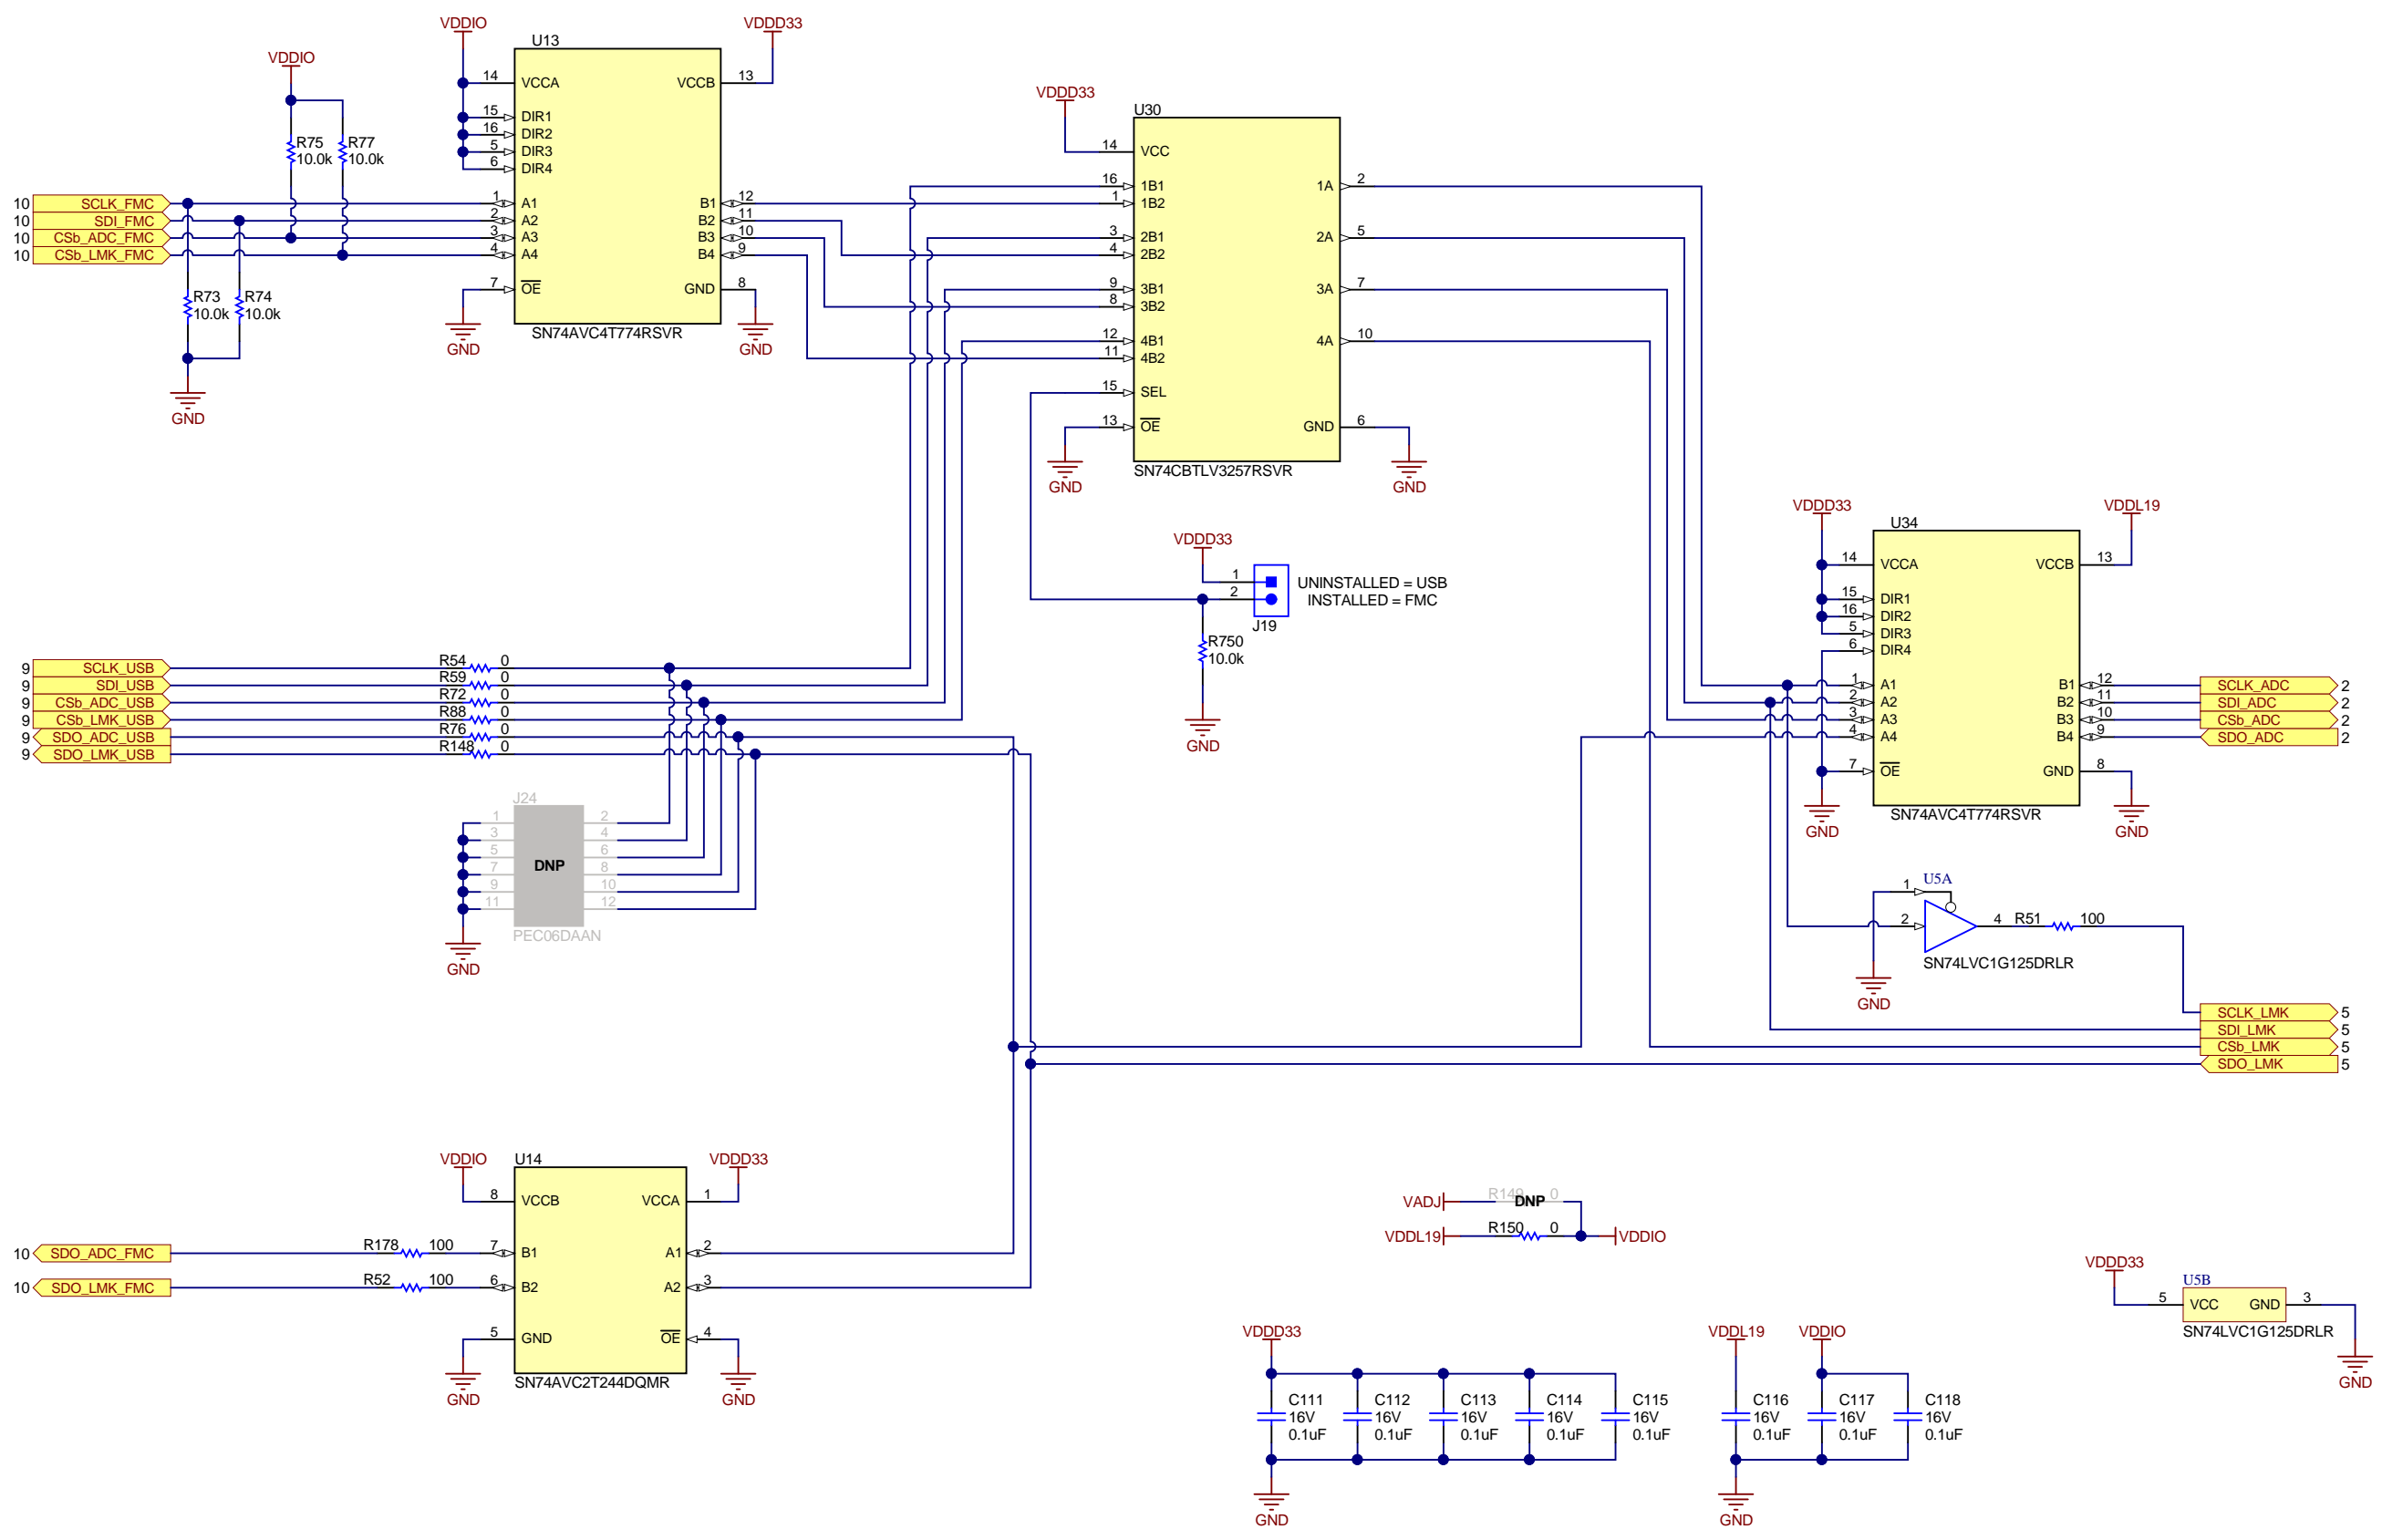 VDDIO
VDDIO
U13
VDDD33
14 VCCA
VCCB 13
15 DIR1
16 DIR2
5 DIR3
6 DIR4
1 A1
2 A2
3 A3
4 A4
B1 12
B2 11
B3 10
B4 9
7 OE
GND 8
SN74AVC4T774RSVR
GND
GND
R75
10.0k
R77
10.0k
10 SCLK_FMC
10 SDI_FMC
10 CSb_ADC_FMC
10 CSb_LMK_FMC
R73
10.0k
R74
10.0k
GND
VDDD33
U30
14 VCC
16 1B1
1 1B2
3 2B1
4 2B2
9 3B1
8 3B2
12 4B1
11 4B2
15 SEL
13 OE
1A 2
2A 5
3A 7
4A 10
GND 6
SN74CBTLV3257RSVR
GND
GND
VDDD33
1
2
UNINSTALLED = USB
INSTALLED = FMC
J19
R750
10.0k
GND
9 SCLK_USB
9 SDI_USB
9 CSb_ADC_USB
9 CSb_LMK_USB
9 SDO_ADC_USB
9 SDO_LMK_USB
R54 0
R59 0
R72 0
R88 0
R76 0
R148 0
J24
1 2
3 4
5 6
7 8
9 10
11 12
DNP
PEC06DAAN
GND
VDDD33
U34
VDDL19
14 VCCA
VCCB 13
15 DIR1
16 DIR2
5 DIR3
6 DIR4
1 A1
2 A2
3 A3
4 A4
B1 12
B2 11
B3 10
B4 9
7 OE
GND 8
SN74AVC4T774RSVR
GND
GND
SCLK_ADC 2
SDI_ADC 2
CSb_ADC 2
SDO_ADC 2
U5A
1
2
4
R51 100
SN74LVC1G125DRLR
GND
SCLK_LMK 5
SDI_LMK 5
CSb_LMK 5
SDO_LMK 5
VDDIO
U14
VDDD33
8 VCCB
VCCA 1
7 B1
A1 2
6 B2
A2 3
5 GND
OE 4
SN74AVC2T244DQMR
GND
GND
10 SDO_ADC_FMC
10 SDO_LMK_FMC
R178 100
R52 100
VADJ
R149 0
DNP
VDDL19
R150 0
VDDIO
VDDD33
U5B
5 VCC
GND 3
SN74LVC1G125DRLR
GND
VDDD33
C111
16V
0.1uF
C112
16V
0.1uF
C113
16V
0.1uF
C114
16V
0.1uF
C115
16V
0.1uF
GND
VDDL19
VDDIO
C116
16V
0.1uF
C117
16V
0.1uF
C118
16V
0.1uF
GND